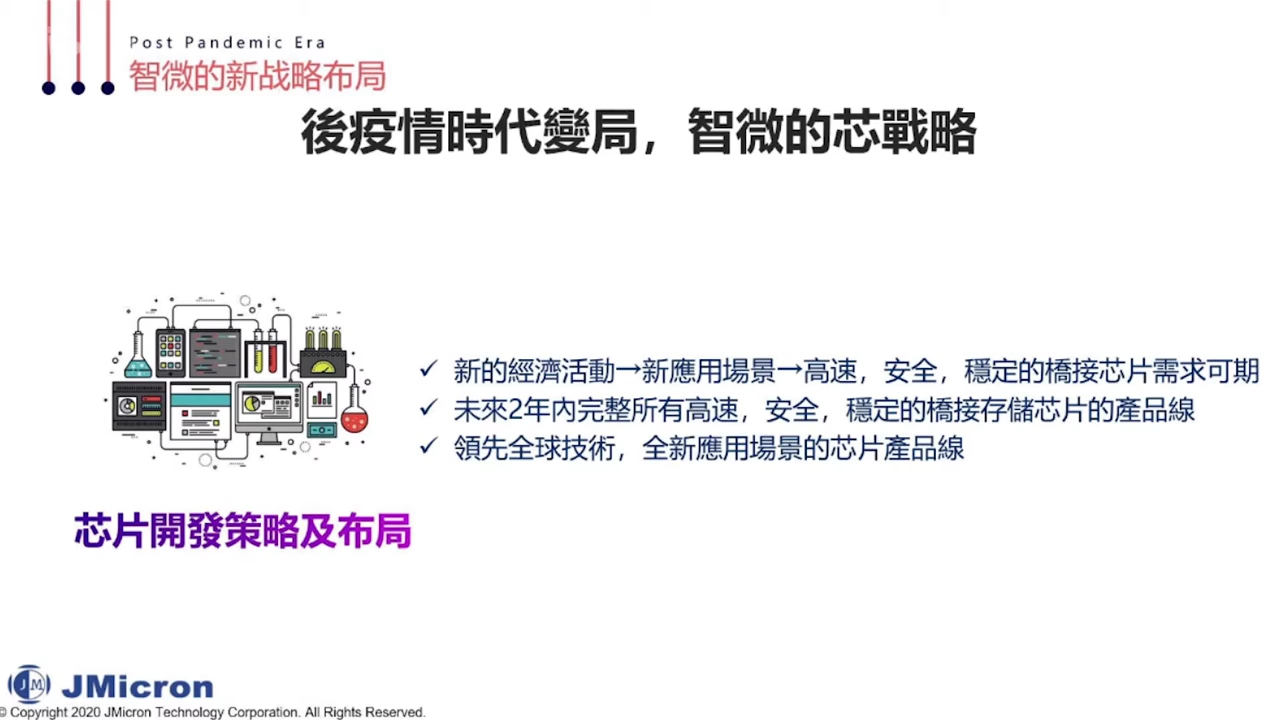 Post Pandemic Era
智微的新战略布局
後疫情時代變局，智微的芯戰略
✓ 新的經濟活動→新應用場景→高速，安全，穩定的橋接芯片需求可期
✓ 未來2年內完整所有高速，安全，穩定的橋接存儲芯片的產品線
✓ 領先全球技術，全新應用場景的芯片產品線
芯片開發策略及布局
JM JMicron
© Copyright 2020 JMicron Technology Corporation. All Rights Reserved.